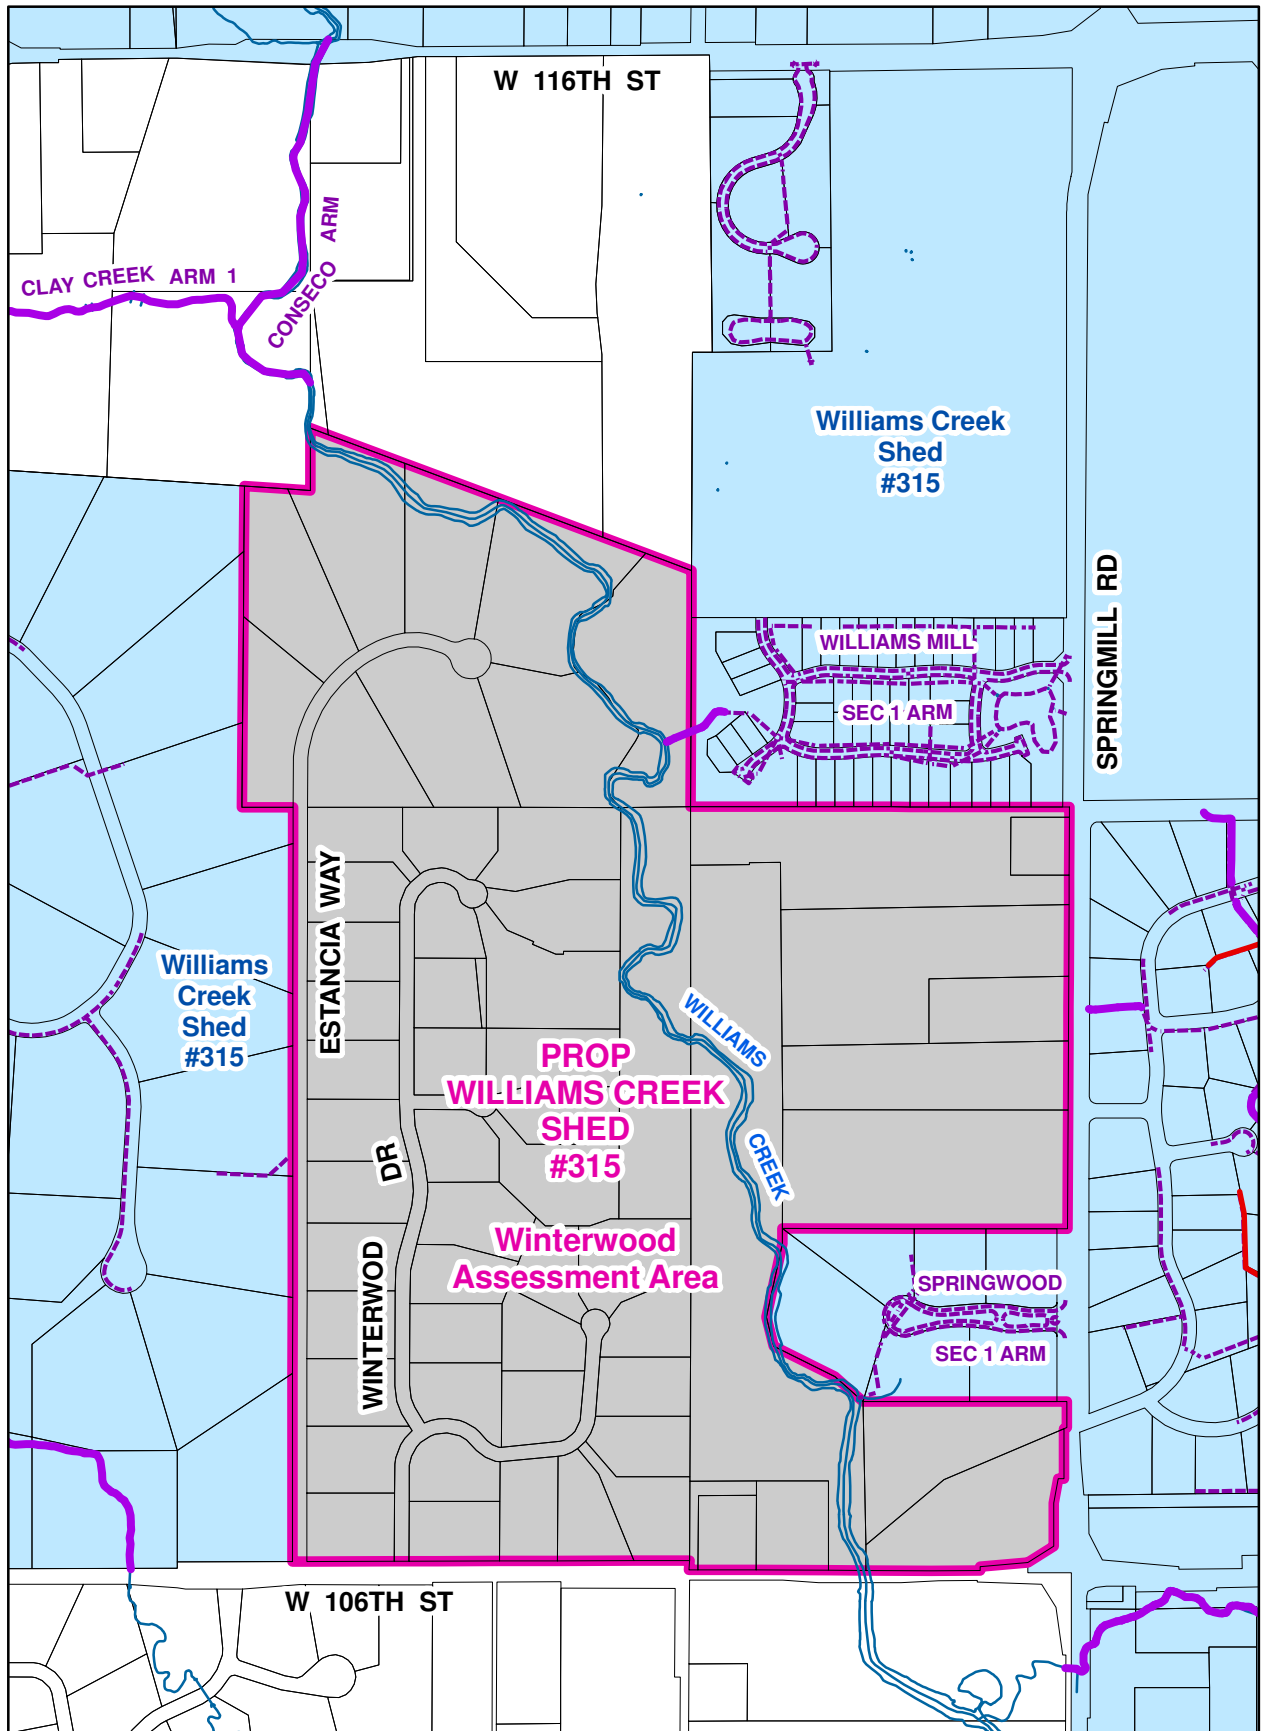 W 116TH ST
CLAY CREEK ARM 1
CONSECO ARM
Williams Creek
Shed
#315
WILLIAMS MILL
SEC 1 ARM
SPRINGMILL RD
ESTANCIA WAY
Williams
Creek
Shed
#315
WILLIAMS
CREEK
PROP
WILLIAMS CREEK
SHED
#315
WINTERWOD DR
Winterwood
Assessment Area
SPRINGWOOD
SEC 1 ARM
W 106TH ST